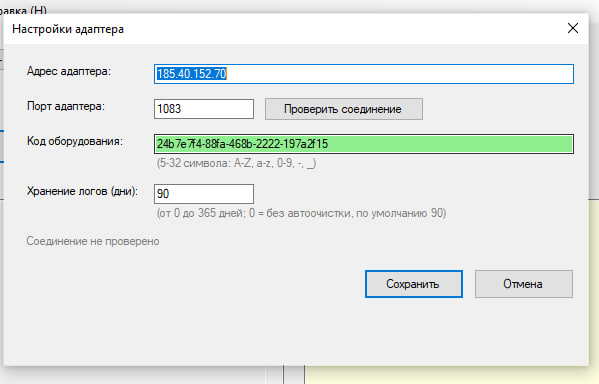 равка (Н)
Настройки адаптера
Адрес адаптера:
185.40.152.70
Порт адаптера:
1083
Проверить соединение
Код оборудования:
24b7e7f4-88fa-468b-2222-197a2f15
(5-32 символа: A-Z, a-z, 0-9, -, _)
Хранение логов (дни):
90
(от 0 до 365 дней; 0 = без автоочистки, по умолчанию 90)
Соединение не проверено
Сохранить
Отмена